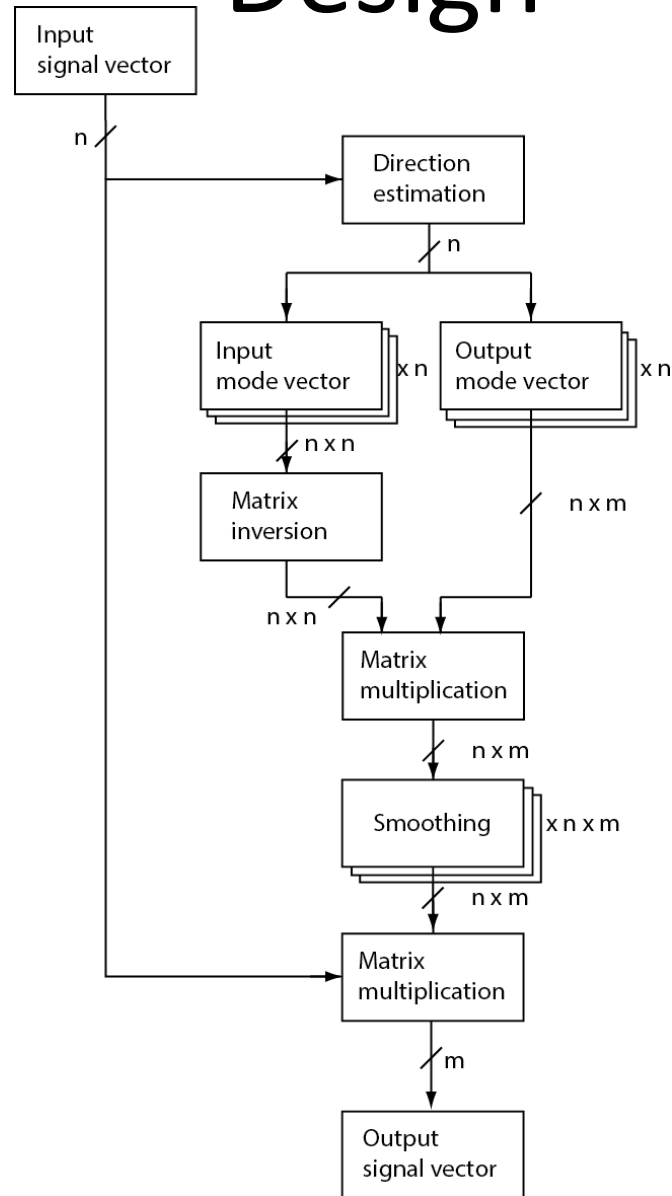 Design
Input
signal vector
n
Direction
estimation
n
Input
mode vector
x n
Output
mode vector
x n
n x n
n x m
Matrix
inversion
n x n
Matrix
multiplication
n x m
Smoothing
x n x m
n x m
Matrix
multiplication
m
Output
signal vector